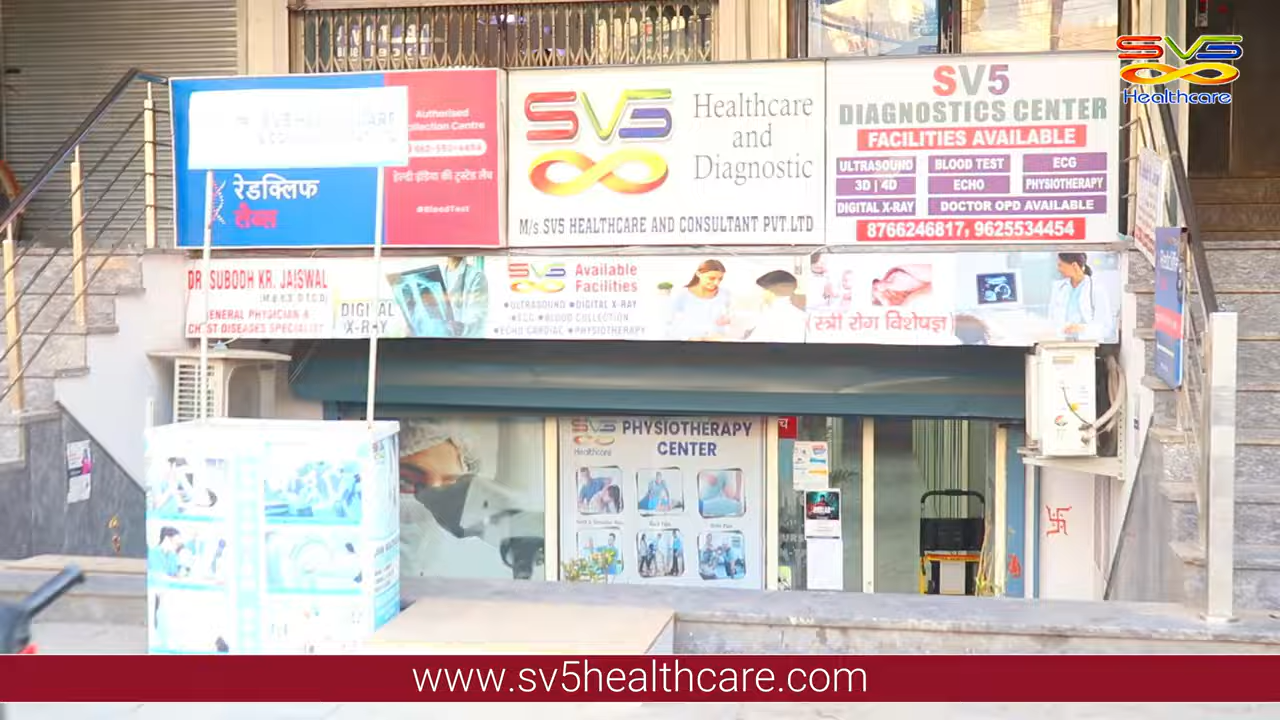 SV5
Healthcare
SV5HEALTHCARE
Authorised
Collection Centre
रेडक्लिफ
लैब्स
#BloodTest
SV5
Healthcare
and
Diagnostic
M/s SV5 HEALTHCARE AND CONSULTANT PVT.LTD
SV5
DIAGNOSTICS CENTER
FACILITIES AVAILABLE
ULTRASOUND
BLOOD TEST
ECG
3D | 4D
ECHO
PHYSIOTHERAPY
DIGITAL X-RAY
DOCTOR OPD AVAILABLE
8766246817, 9625534454
DR. SUBODH KR. JAISWAL
GENERAL PHYSICIAN &
CHEST DISEASES SPECIALIST
DIGITAL
X-RAY
SV5
Available
Facilities
•ULTRASOUND •DIGITAL X-RAY
•ECG •BLOOD COLLECTION
•ECHO CARDIAC •PHYSIOTHERAPY
(स्त्री रोग विशेषज्ञ)
SV5
Healthcare
PHYSIOTHERAPY
CENTER
Back Pain
www.sv5healthcare.com